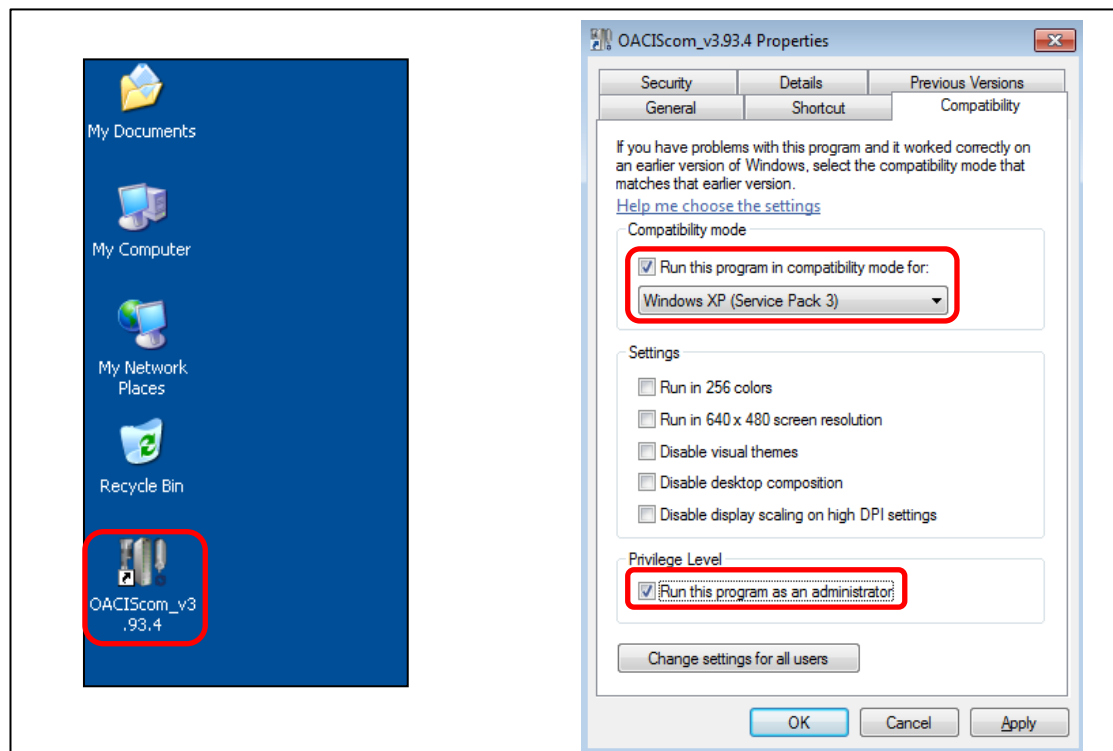 My Documents
My Computer
My Network
Places
Recycle Bin
OACIScom_v3
.93.4
OACIScom_v3.93.4 Properties
Security
Details
Previous Versions
General
Shortcut
Compatibility
If you have problems with this program and it worked correctly on
an earlier version of Windows, select the compatibility mode that
matches that earlier version.
Help me choose the settings
Compatibility mode
Run this program in compatibility mode for:
Windows XP (Service Pack 3)
Settings
Run in 256 colors
Run in 640 x 480 screen resolution
Disable visual themes
Disable desktop composition
Disable display scaling on high DPI settings
Privilege Level
Run this program as an administrator
Change settings for all users
OK
Cancel
Apply